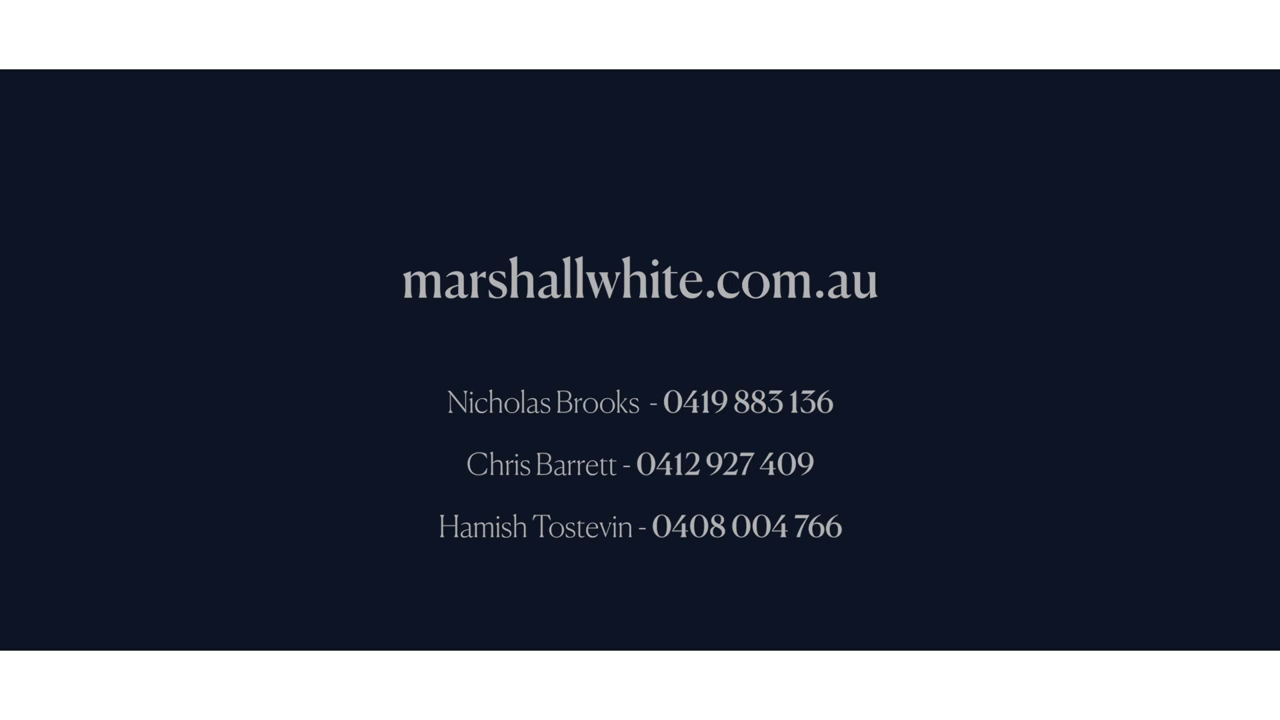 marshallwhite.com.au
Nicholas Brooks - 0419 883 136
Chris Barrett - 0412 927 409
Hamish Tostevin - 0408 004 766